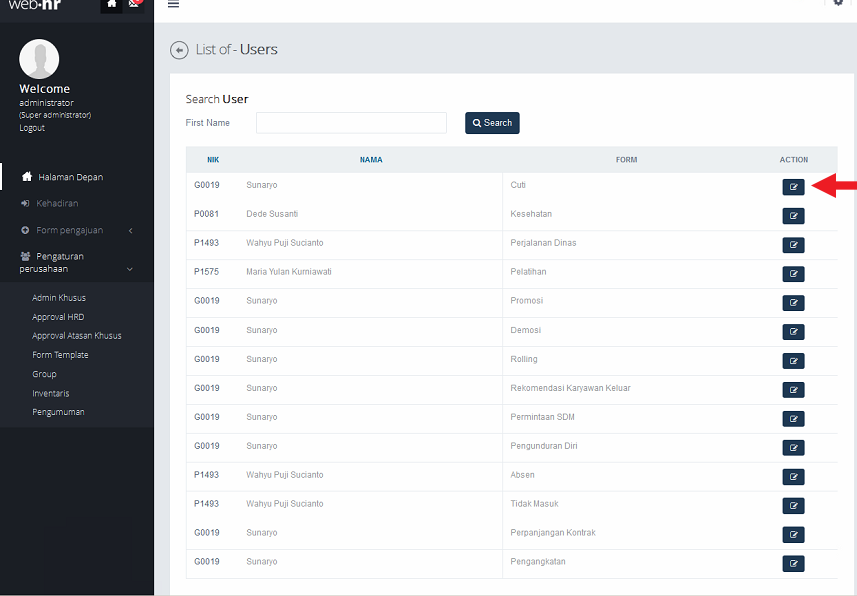 web·hr
Welcome
administrator
(Super administrator)
Logout
Halaman Depan
Kehadiran
Form pengajuan
Pengaturan
perusahaan
Admin Khusus
Approval HRD
Approval Atasan Khusus
Form Template
Group
Inventaris
Pengumuman
List of - Users
Search User
First Name
Search
NIK NAMA FORM ACTION
G0019 Sunaryo Cuti
P0081 Dede Susanti Kesehatan
P1493 Wahyu Puji Sucianto Perjalanan Dinas
P1575 Maria Yulan Kurniawati Pelatihan
G0019 Sunaryo Promosi
G0019 Sunaryo Demosi
G0019 Sunaryo Rolling
G0019 Sunaryo Rekomendasi Karyawan Keluar
G0019 Sunaryo Permintaan SDM
G0019 Sunaryo Pengunduran Diri
P1493 Wahyu Puji Sucianto Absen
P1493 Wahyu Puji Sucianto Tidak Masuk
G0019 Sunaryo Perpanjangan Kontrak
G0019 Sunaryo Pengangkatan